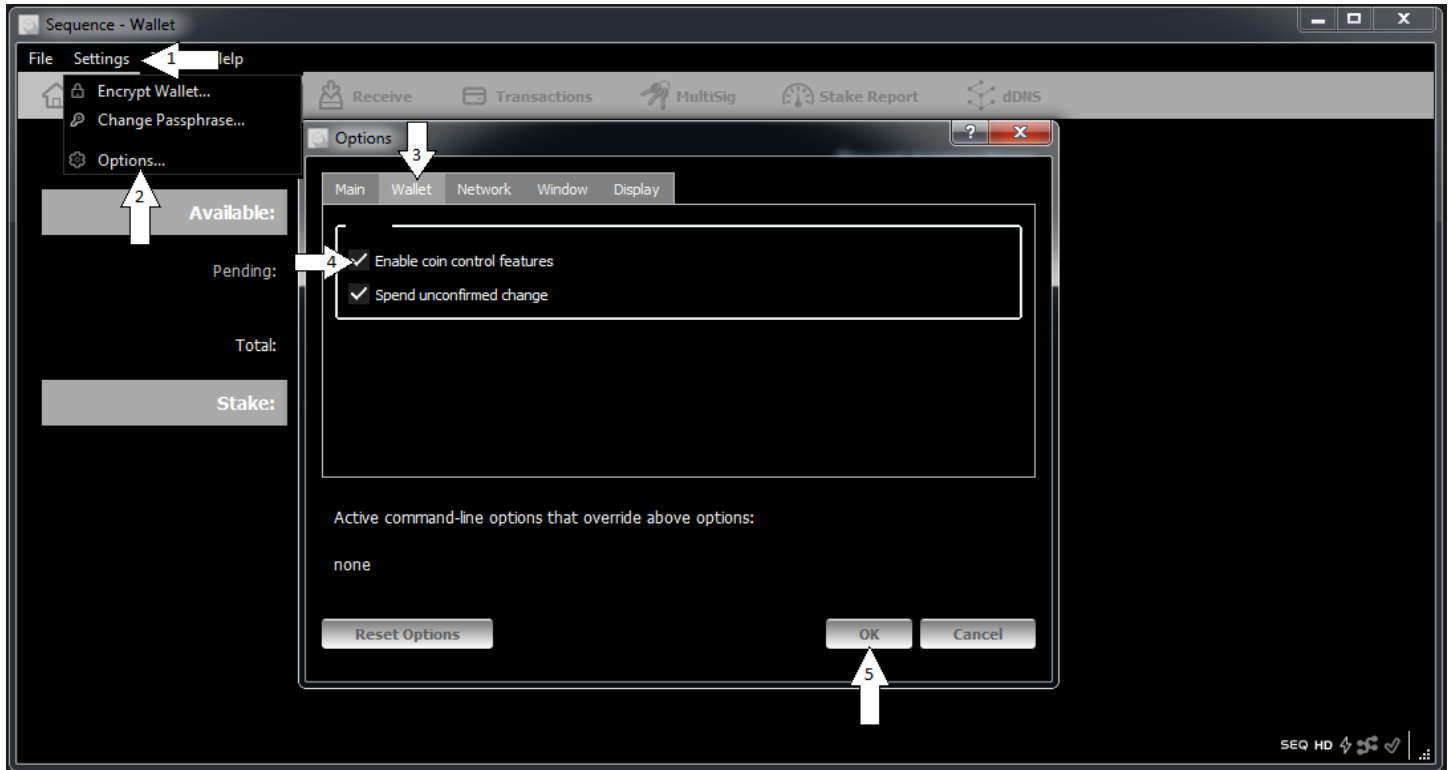 Sequence - Wallet
File Settings 1 Help
Encrypt Wallet...
Change Passphrase...
Options...
2
Receive Transactions MultiSig Stake Report dDNS
Options
3
Main Wallet Network Window Display
4 Enable coin control features
Spend unconfirmed change
Available:
Pending:
Total:
Stake:
Active command-line options that override above options:
none
Reset Options OK Cancel
5
SEQ HD